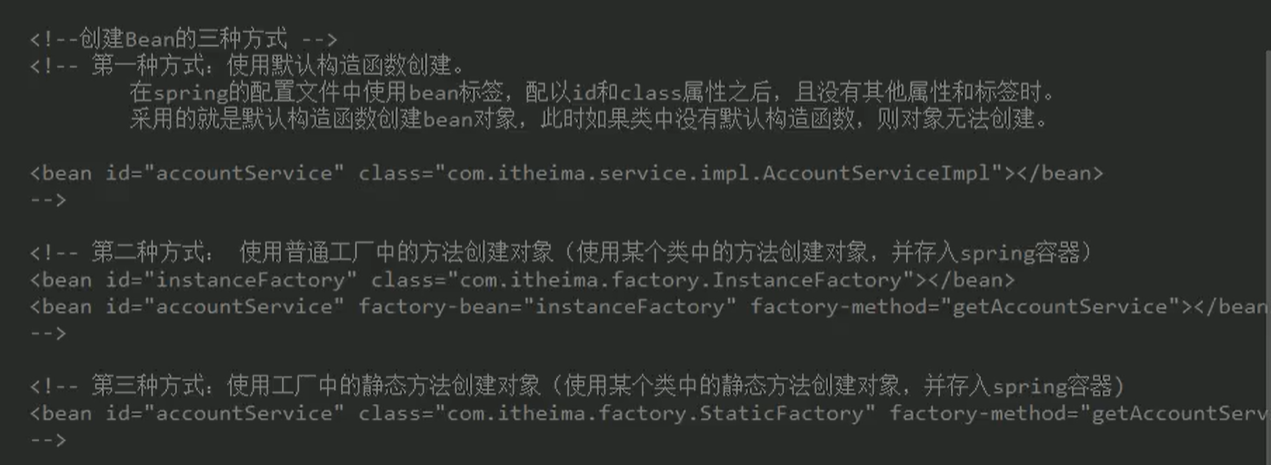 <!--创建Bean的三种方式 -->
<!-- 第一种方式：使用默认构造函数创建。
在spring的配置文件中使用bean标签，配以id和class属性之后，且没有其他属性和标签时。
采用的就是默认构造函数创建bean对象，此时如果类中没有默认构造函数，则对象无法创建。
<bean id="accountService" class="com.itheima.service.impl.AccountServiceImpl"></bean>
-->
<!-- 第二种方式： 使用普通工厂中的方法创建对象（使用某个类中的方法创建对象，并存入spring容器）
<bean id="instanceFactory" class="com.itheima.factory.InstanceFactory"></bean>
<bean id="accountService" factory-bean="instanceFactory" factory-method="getAccountService"></bean
-->
<!-- 第三种方式：使用工厂中的静态方法创建对象（使用某个类中的静态方法创建对象，并存入spring容器)
<bean id="accountService" class="com.itheima.factory.StaticFactory" factory-method="getAccountServ
-->